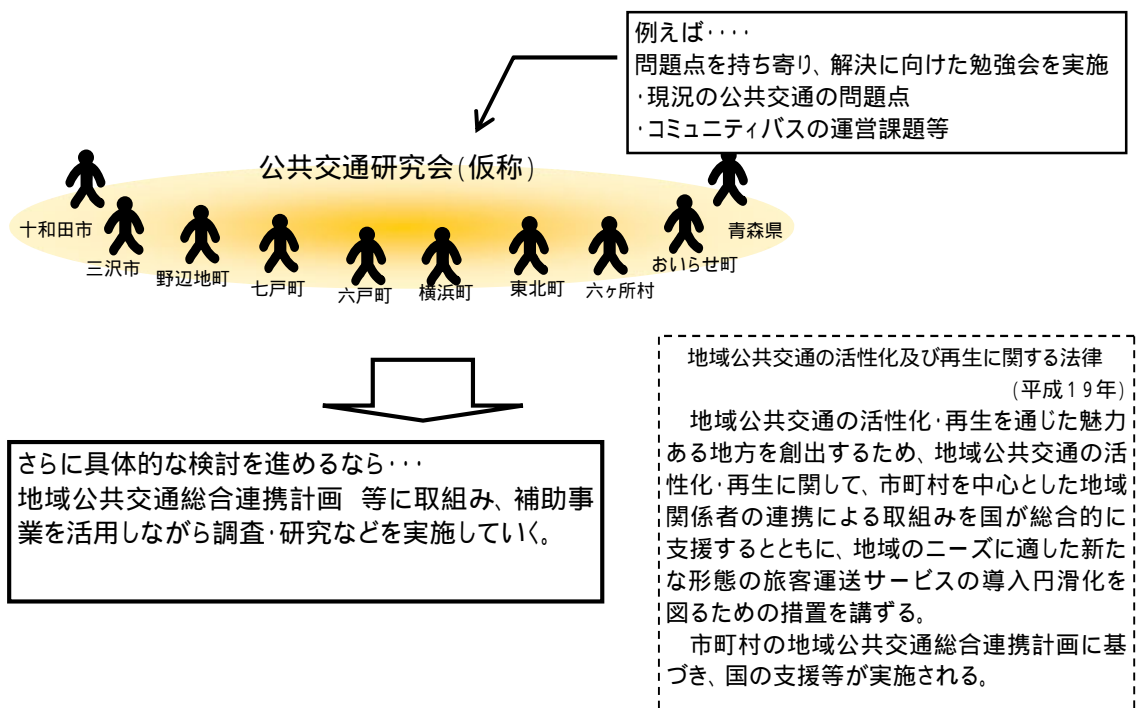 例えば‥‥
問題点を持ち寄り、解決に向けた勉強会を実施
・現況の公共交通の問題点
・コミュニティバスの運営課題等
公共交通研究会(仮称)
十和田市
三沢市
野辺地町
七戸町
六戸町
横浜町
東北町
六ヶ所村
おいらせ町
青森県
さらに具体的な検討を進めるなら・・・
地域公共交通総合連携計画　等に取組み、補助事
業を活用しながら調査・研究などを実施していく。
地域公共交通の活性化及び再生に関する法律
(平成19年)
地域公共交通の活性化・再生を通じた魅力
ある地方を創出するため、地域公共交通の活
性化・再生に関して、市町村を中心とした地域
関係者の連携による取組みを国が総合的に
支援するとともに、地域のニーズに適した新た
な形態の旅客運送サービスの導入円滑化を
図るための措置を講ずる。
市町村の地域公共交通総合連携計画に基
づき、国の支援等が実施される。